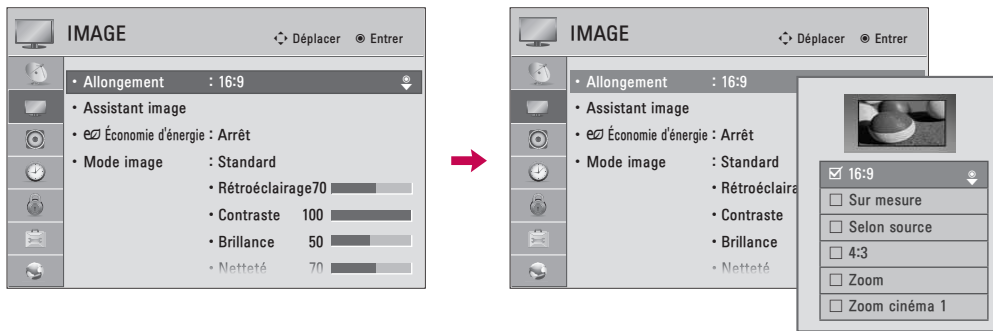 IMAGE
Déplacer
Entrer
• Allongement : 16:9
• Assistant image
• Économie d'énergie : Arrêt
• Mode image : Standard
• Rétroéclairage70
• Contraste 100
• Brillance 50
• Netteté 70
IMAGE
Déplacer
Entrer
• Allongement : 16:9
• Assistant image
• Économie d'énergie : Arrêt
• Mode image : Standard
• Rétroéclaira
• Contraste
• Brillance
• Netteté
16:9
Sur mesure
Selon source
4:3
Zoom
Zoom cinéma 1